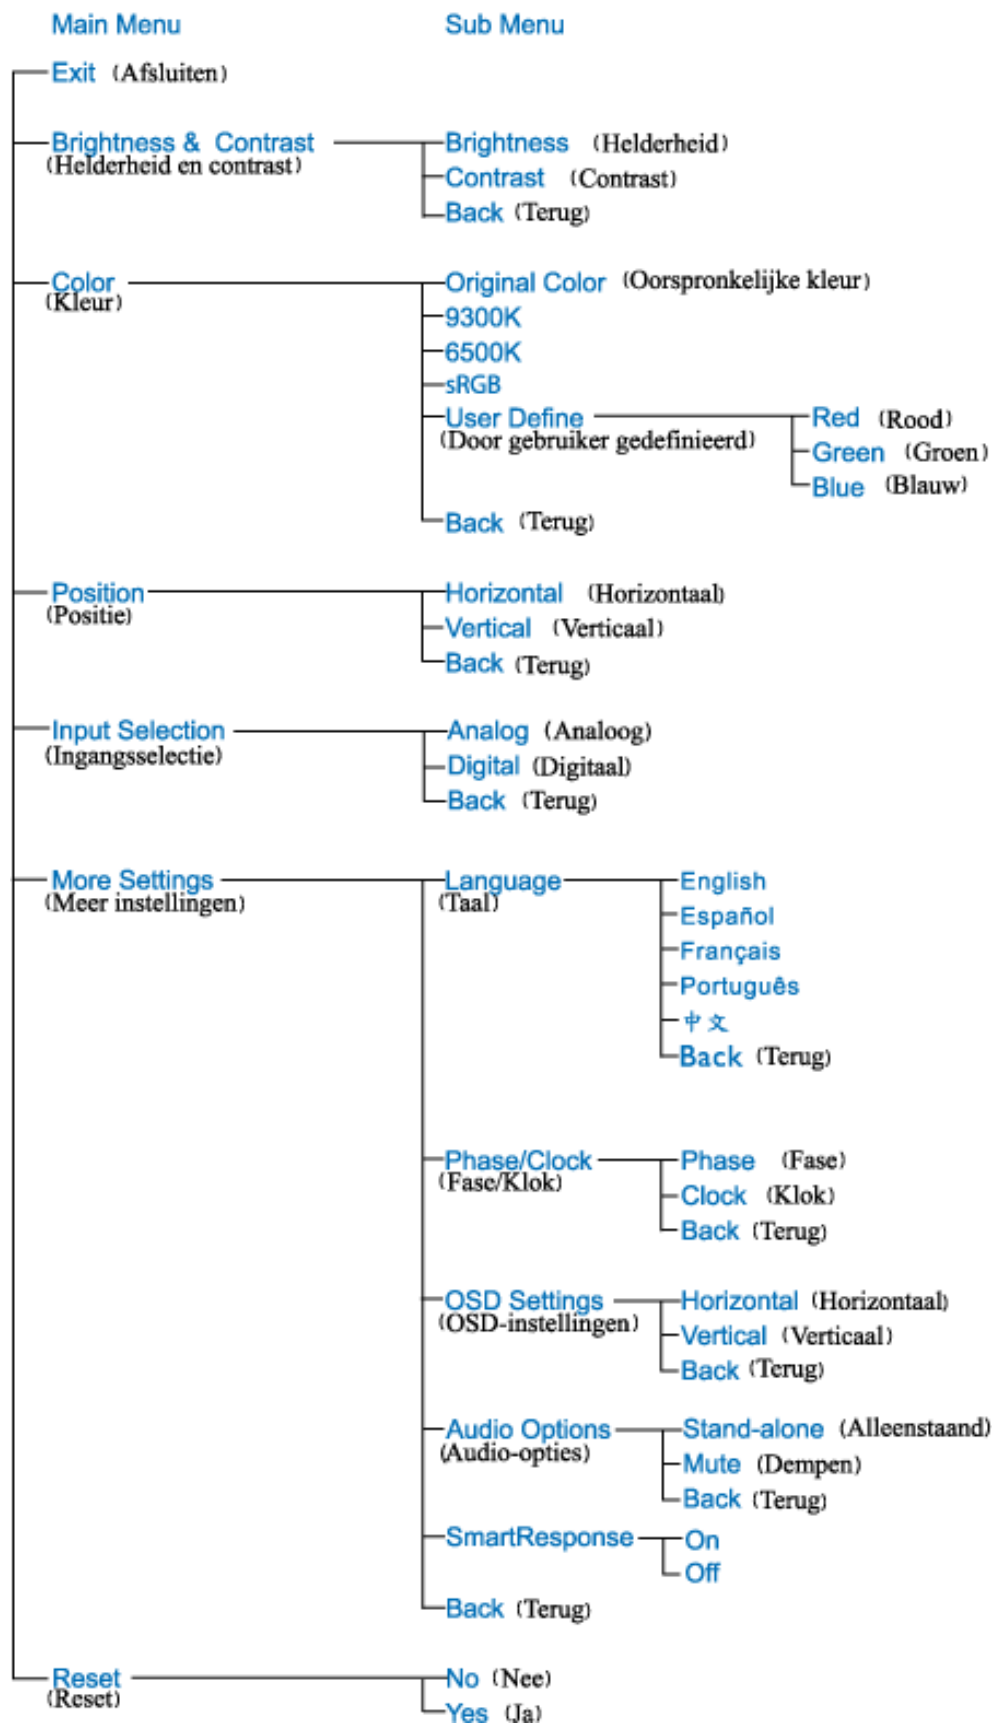 Main Menu Sub Menu
Exit (Afsluiten)
Brightness & Contrast Brightness (Helderheid)
(Helderheid en contrast)
Contrast (Contrast)
Back (Terug)
Color Original Color (Oorspronkelijke kleur)
(Kleur)
9300K
6500K
sRGB
User Define Red (Rood)
(Door gebruiker gedefinieerd)
Green (Groen)
Blue (Blauw)
Back (Terug)
Position Horizontal (Horizontaal)
(Positie)
Vertical (Verticaal)
Back (Terug)
Input Selection Analog (Analoog)
(Ingangsselectie)
Digital (Digitaal)
Back (Terug)
More Settings Language English
(Meer instellingen) (Taal)
Español
Français
Português
中文
Back (Terug)
Phase/Clock Phase (Fase)
(Fase/Klok)
Clock (Klok)
Back (Terug)
OSD Settings Horizontal (Horizontaal)
(OSD-instellingen)
Vertical (Verticaal)
Back (Terug)
Audio Options Stand-alone (Alleenstaand)
(Audio-opties)
Mute (Dempen)
Back (Terug)
SmartResponse On
Off
Back (Terug)
Reset No (Nee)
(Reset)
Yes (Ja)